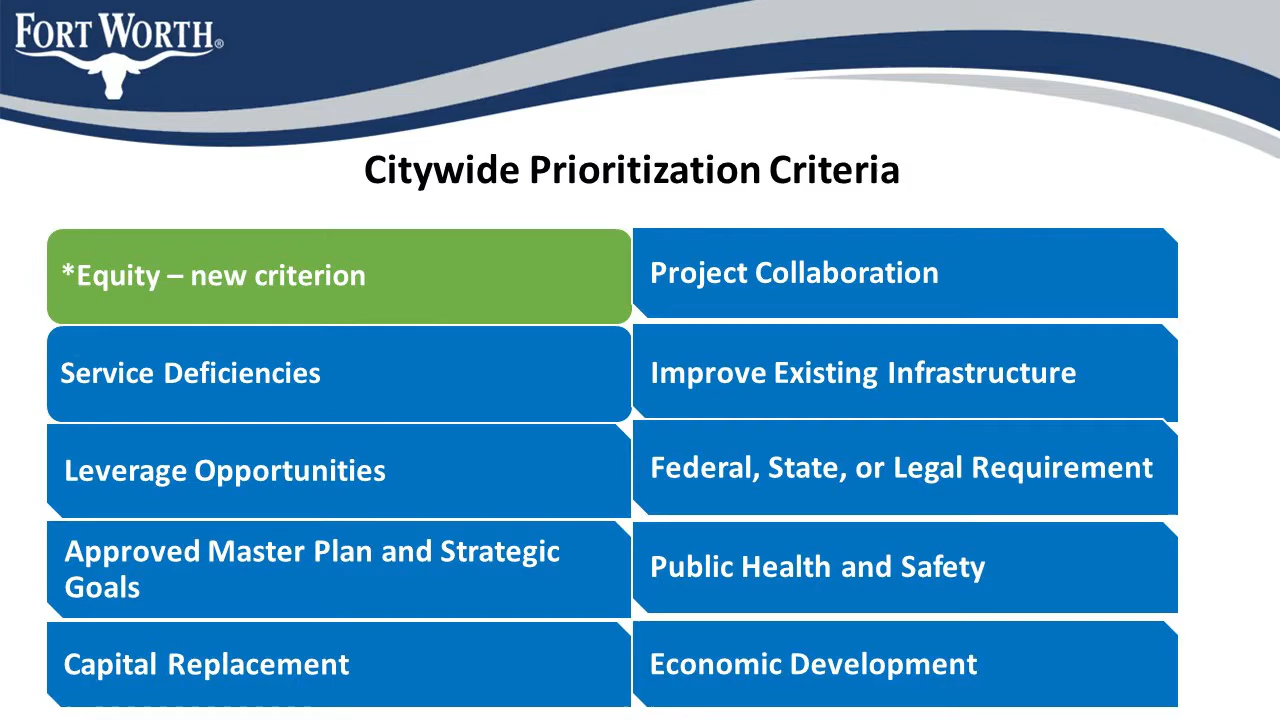 FORT WORTH®
Citywide Prioritization Criteria
*Equity – new criterion
Service Deficiencies
Leverage Opportunities
Approved Master Plan and Strategic
Goals
Capital Replacement
Project Collaboration
Improve Existing Infrastructure
Federal, State, or Legal Requirement
Public Health and Safety
Economic Development